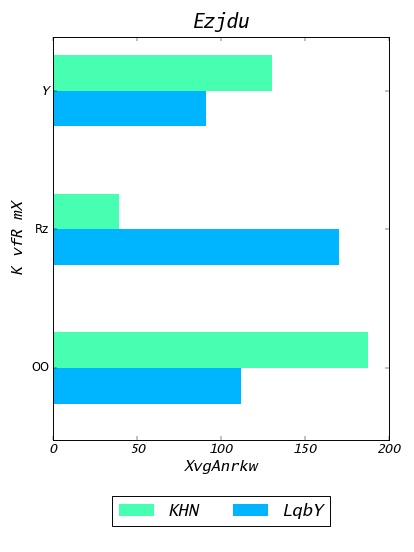 Ezjdu
K vfR mX
Y
Rz
OO
0 50 100 150 200
XvgAnrkw
KHN LqbY